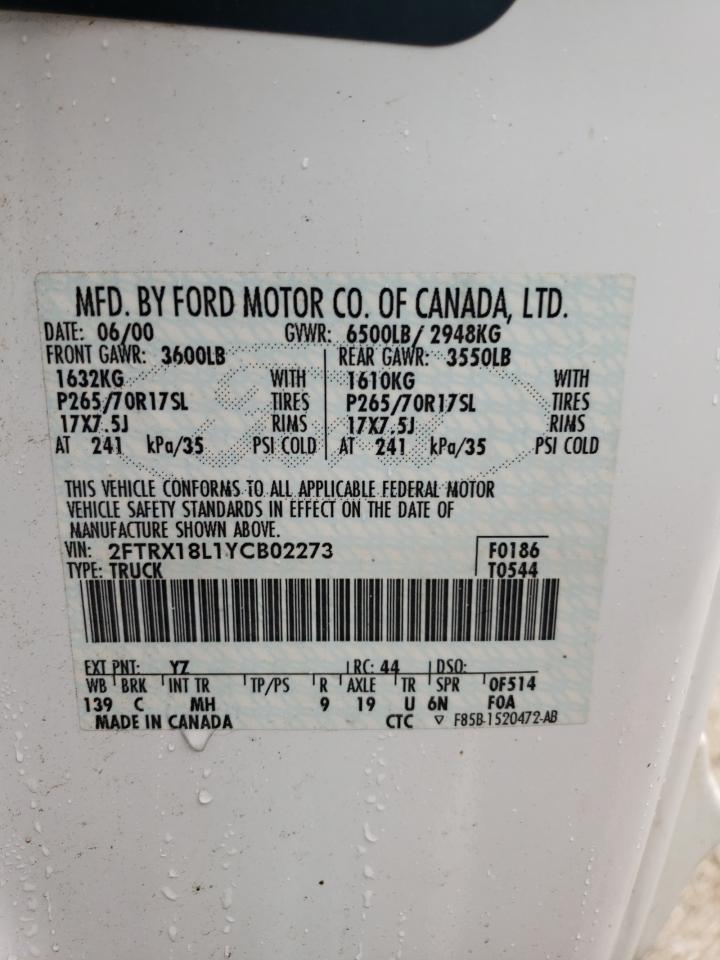 MFD. BY FORD MOTOR CO. OF CANADA, LTD.
DATE: 06/00 GVWR: 6500LB/ 2948KG
FRONT GAWR: 3600LB REAR GAWR: 3550LB
1632KG WITH 1610KG WITH
P265/70R17SL TIRES P265/70R17SL TIRES
17X7.5J RIMS 17X7.5J RIMS
AT 241 kPa/35 PSI COLD AT 241 kPa/35 PSI COLD
THIS VEHICLE CONFORMS TO ALL APPLICABLE FEDERAL MOTOR
VEHICLE SAFETY STANDARDS IN EFFECT ON THE DATE OF
MANUFACTURE SHOWN ABOVE.
VIN: 2FTRX18L1YCB02273 F0186
TYPE: TRUCK T0544
EXT PNT: YZ RC: 44 DSO:
WB BRK INT TR TP/PS R AXLE TR SPR 0F514
139 C MH 9 19 U 6N F0A
MADE IN CANADA CTC F85B-1520472-AB